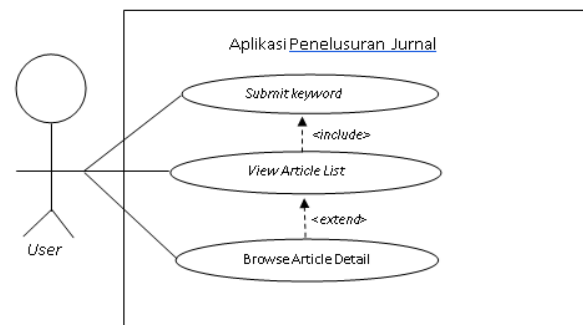 Aplikasi Penelusuran Jurnal
Submit keyword
<include>
View Article List
<extend>
Browse Article Detail
User